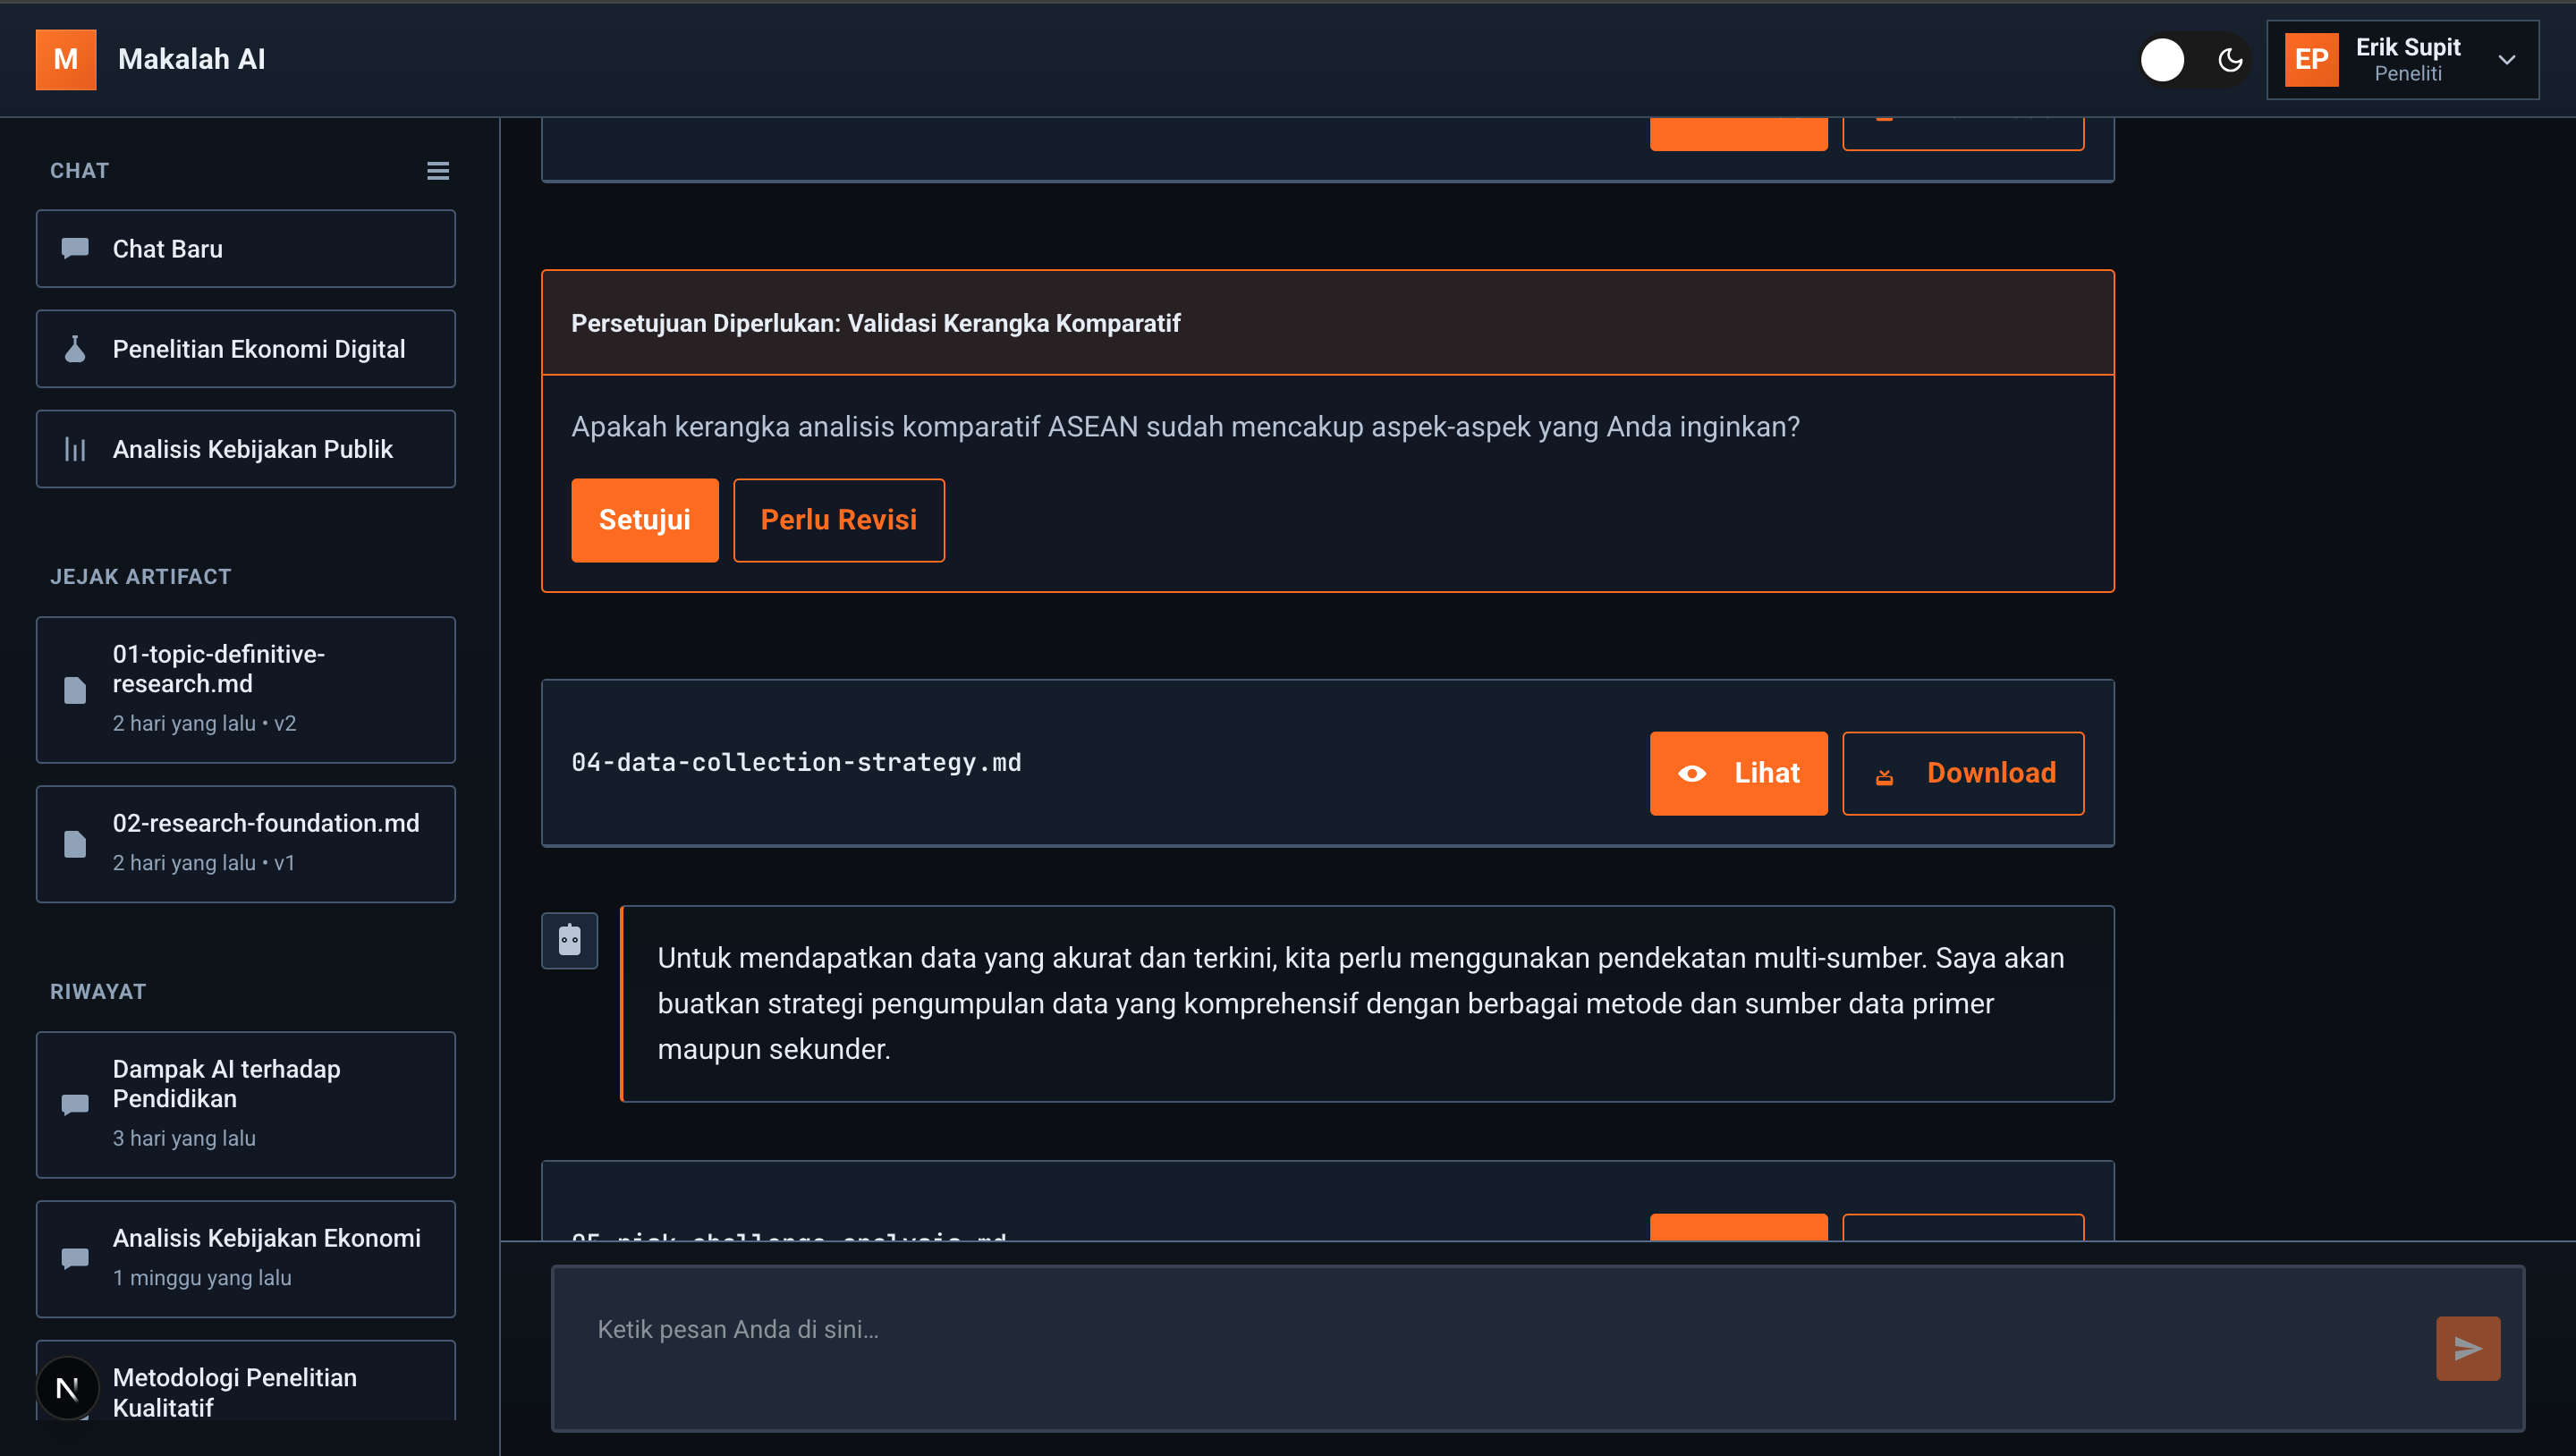 M
Makalah AI
EP
Erik Supit
Peneliti
CHAT
Chat Baru
Penelitian Ekonomi Digital
Analisis Kebijakan Publik
JEJAK ARTIFACT
01-topic-definitive-
research.md
2 hari yang lalu • v2
02-research-foundation.md
2 hari yang lalu • v1
RIWAYAT
Dampak AI terhadap
Pendidikan
3 hari yang lalu
Analisis Kebijakan Ekonomi
1 minggu yang lalu
Metodologi Penelitian
Kualitatif
N
Persetujuan Diperlukan: Validasi Kerangka Komparatif
Apakah kerangka analisis komparatif ASEAN sudah mencakup aspek-aspek yang Anda inginkan?
Setujui
Perlu Revisi
04-data-collection-strategy.md
Lihat
Download
Untuk mendapatkan data yang akurat dan terkini, kita perlu menggunakan pendekatan multi-sumber. Saya akan
buatkan strategi pengumpulan data yang komprehensif dengan berbagai metode dan sumber data primer
maupun sekunder.
05-risk-challenge-analysis.md
Ketik pesan Anda di sini...